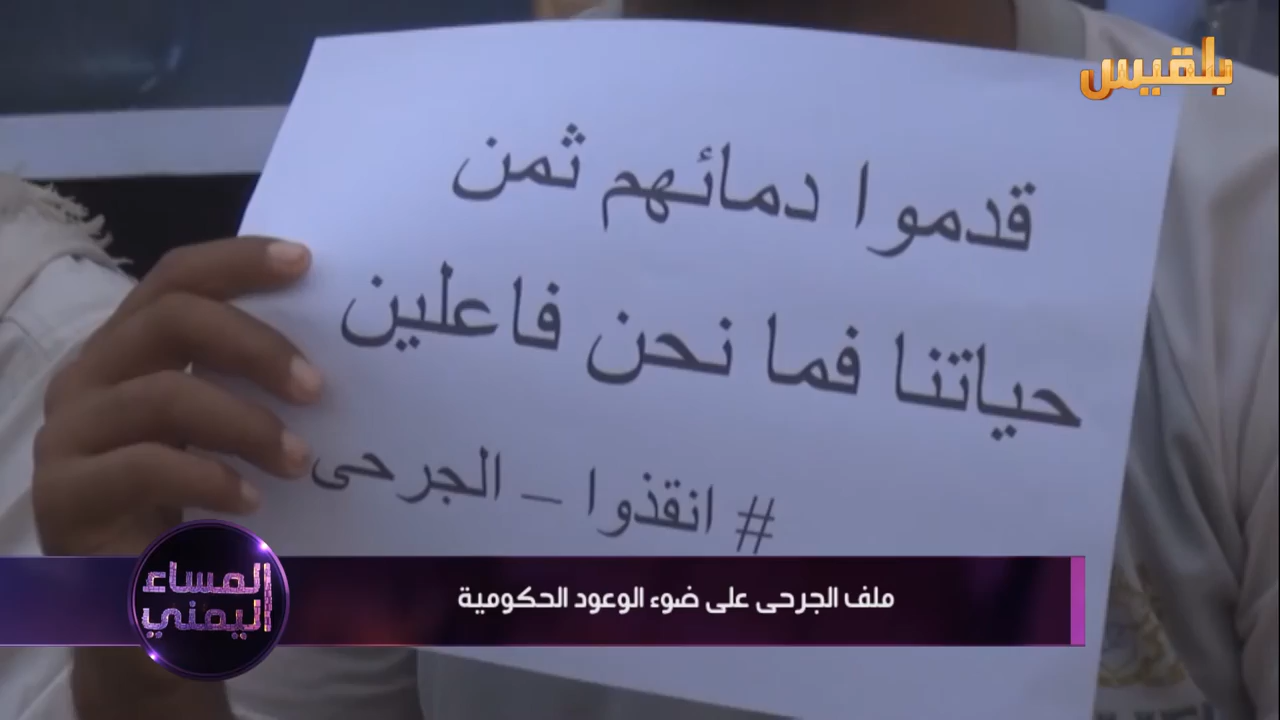 بلقيس
قدموا دمائهم ثمن
حياتنا فما نحن فاعلين
# انقذوا – الجرحى
ملف الجرحى على ضوء الوعود الحكومية
المساء
اليمني